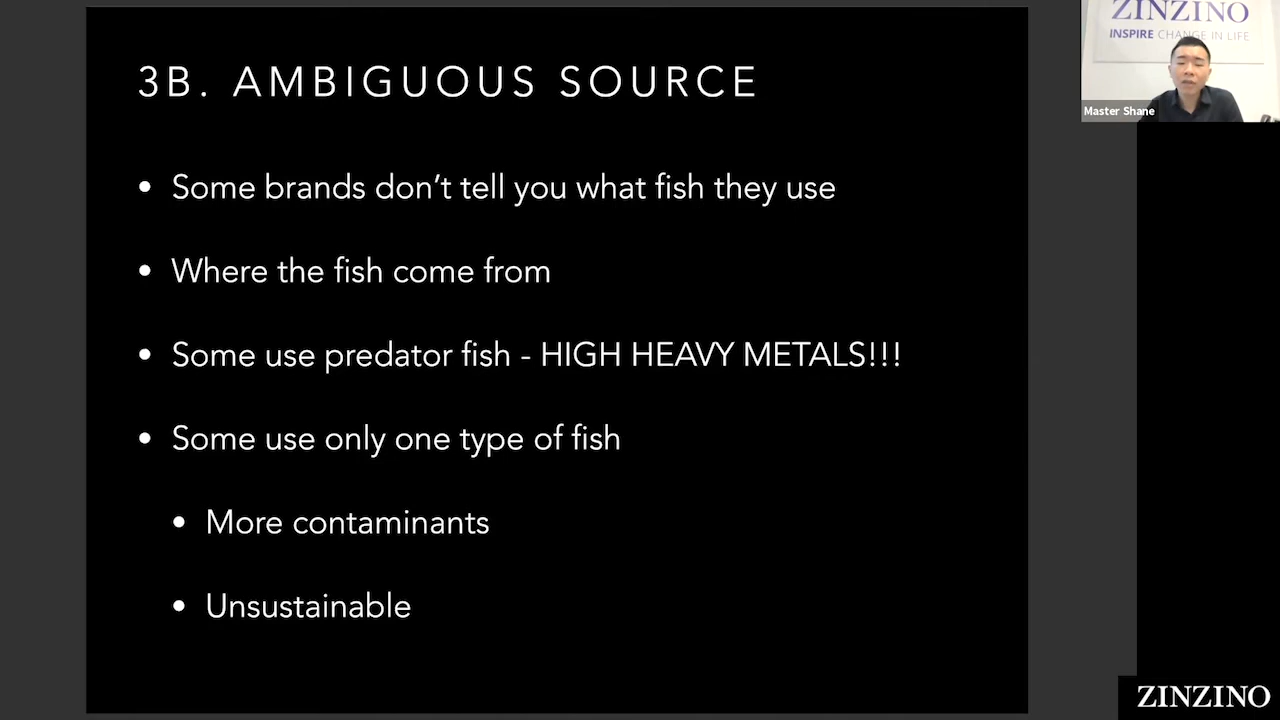 3B. AMBIGUOUS SOURCE
• Some brands don’t tell you what fish they use
• Where the fish come from
• Some use predator fish - HIGH HEAVY METALS!!!
• Some use only one type of fish
• More contaminants
• Unsustainable
ZINZINO
INSPIRE CHANGE IN LIFE
Master Shane
ZINZINO